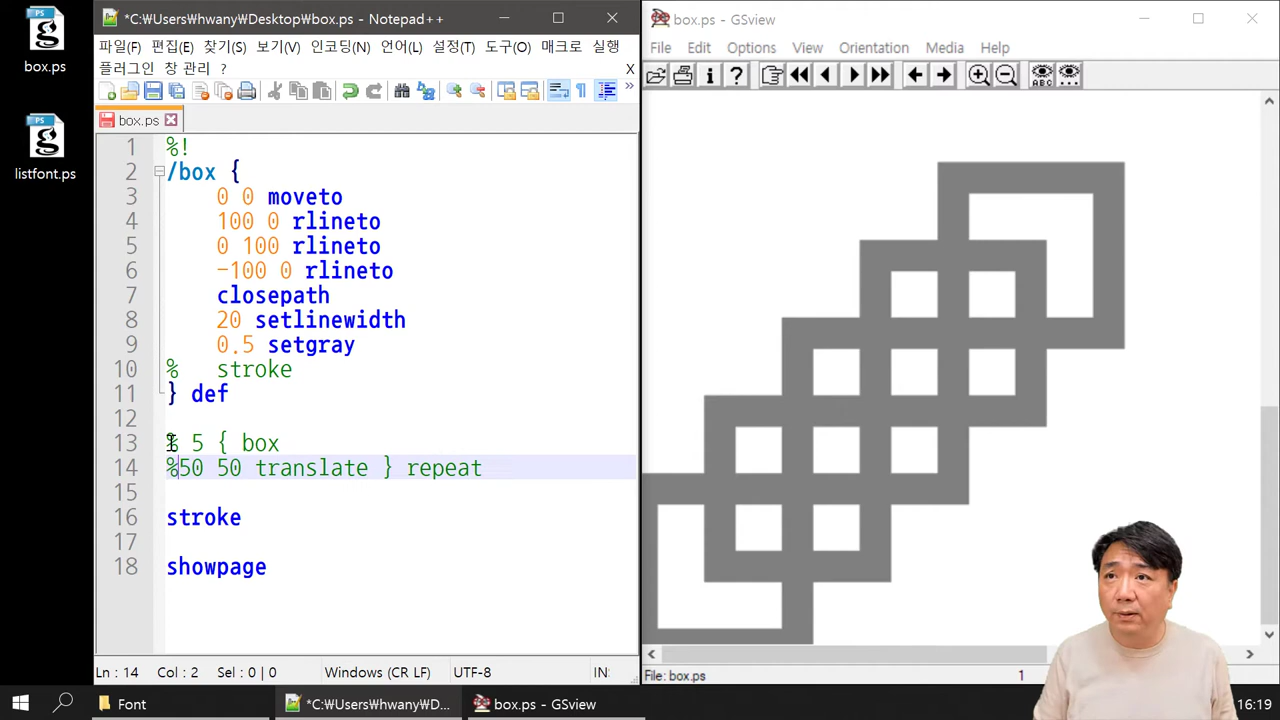 box.ps
listfont.ps
*C:₩Users₩hwany₩Desktop₩box.ps - Notepad++
파일(F) 편집(E) 찾기(S) 보기(V) 인코딩(N) 언어(L) 설정(T) 도구(O) 매크로 실행
플러그인 창 관리 ? X
box.ps
1 %!
2 /box {
3 0 0 moveto
4 100 0 rlineto
5 0 100 rlineto
6 -100 0 rlineto
7 closepath
8 20 setlinewidth
9 0.5 setgray
10 % stroke
11 } def
12
13 % 5 { box
14 %50 50 translate } repeat
15
16 stroke
17
18 showpage
Ln : 14 Col : 2 Sel : 0 | 0 Windows (CR LF) UTF-8 IN
box.ps - GSview
File Edit Options View Orientation Media Help
ABC
File: box.ps 1
Font
*C:₩Users₩hwany₩D...
box.ps - GSview
16:19